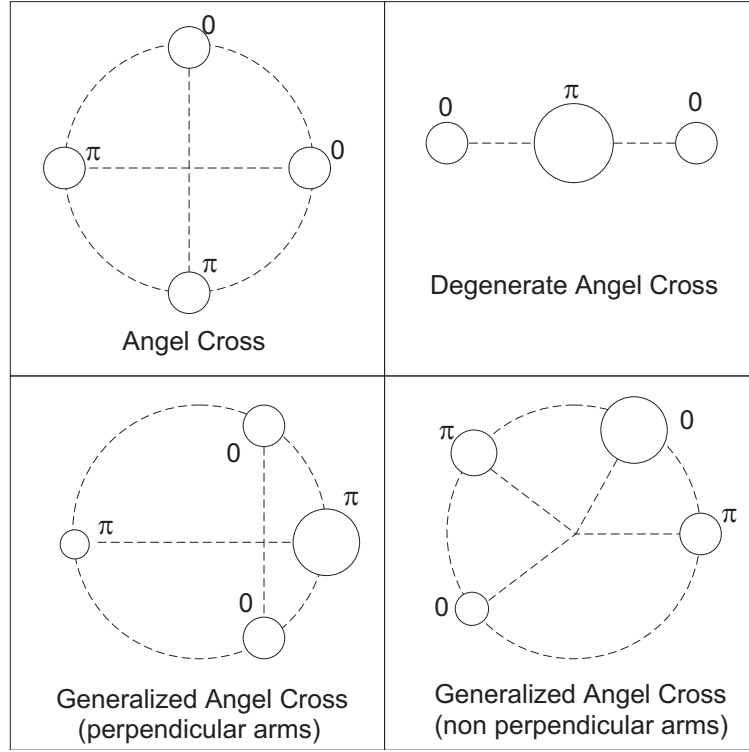 0
π
0
π
Angel Cross
0
π
0
Degenerate Angel Cross
0
π
π
0
Generalized Angel Cross
(perpendicular arms)
π
0
π
0
Generalized Angel Cross
(non perpendicular arms)